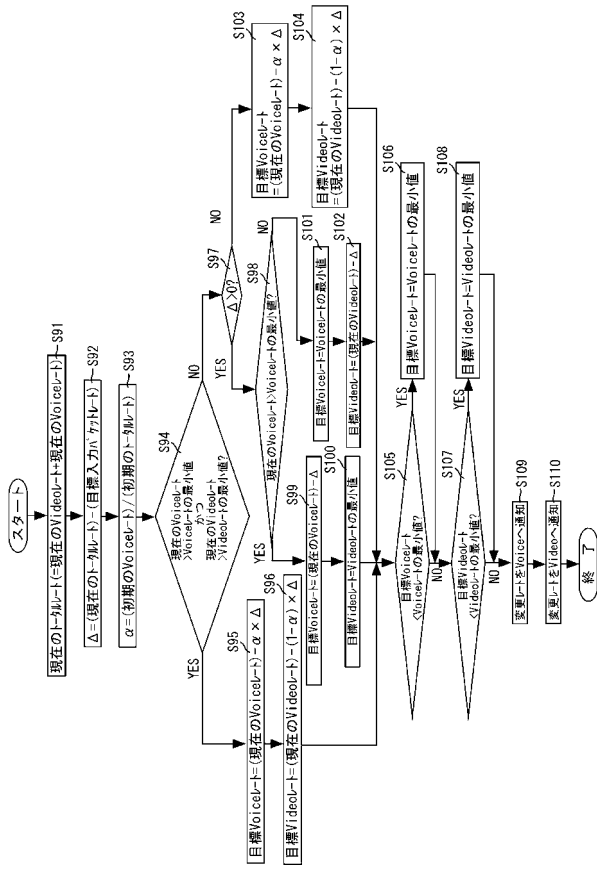 スタート
現在のトータルレート(=現在のVideoレート+現在のVoiceレート)
S91
Δ=(現在のトータルレート)-(目標入力パケットレート)
S92
α=(初期のVoiceレート)/(初期のトータルレート)
S93
S94
現在のVoiceレート
>Voiceレートの最小値
かつ
現在のVideoレート
>Videoレートの最小値?
YES
NO
S95
目標Voiceレート=(現在のVoiceレート)-α×Δ
S96
目標Videoレート=(現在のVideoレート)-(1-α)×Δ
S97
Δ>0?
YES
NO
S98
現在のVoiceレート>Voiceレートの最小値?
YES
NO
S99
目標Voiceレート=(現在のVoiceレート)-Δ
S100
目標Videoレート=Videoレートの最小値
S101
目標Voiceレート=Voiceレートの最小値
S102
目標Videoレート=(現在のVideoレート)-Δ
S103
目標Voiceレート
=(現在のVoiceレート)-α×Δ
S104
目標Videoレート
=(現在のVideoレート)-(1-α)×Δ
S105
目標Voiceレート
<Voiceレートの最小値?
YES
NO
S106
目標Voiceレート=Voiceレートの最小値
S107
目標Videoレート
<Videoレートの最小値?
YES
NO
S108
目標Videoレート=Videoレートの最小値
変更レートをVoiceへ通知
S109
変更レートをVideoへ通知
S110
終 了